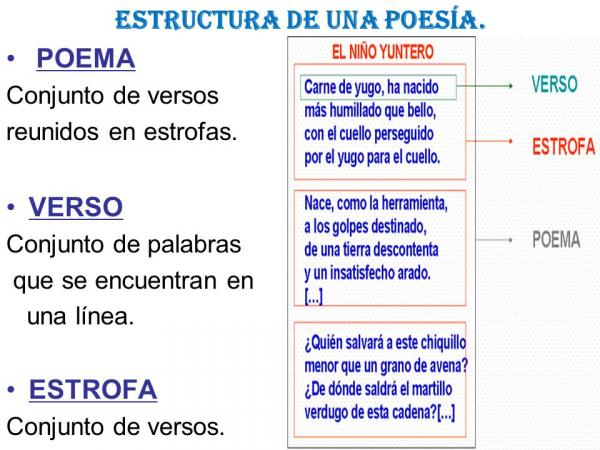 ESTRUCTURA DE UNA POESÍA.
• POEMA
Conjunto de versos
reunidos en estrofas.
• VERSO
Conjunto de palabras
que se encuentran en
una línea.
• ESTROFA
Conjunto de versos.
EL NIÑO YUNTERO
Carne de yugo, ha nacido
más humillado que bello,
con el cuello perseguido
por el yugo para el cuello.
Nace, como la herramienta,
a los golpes destinado,
de una tierra descontenta
y un insatisfecho arado.
[...]
¿Quién salvará a este chiquillo
menor que un grano de avena?
¿De dónde saldrá el martillo
verdugo de esta cadena?[...]
VERSO
ESTROFA
POEMA